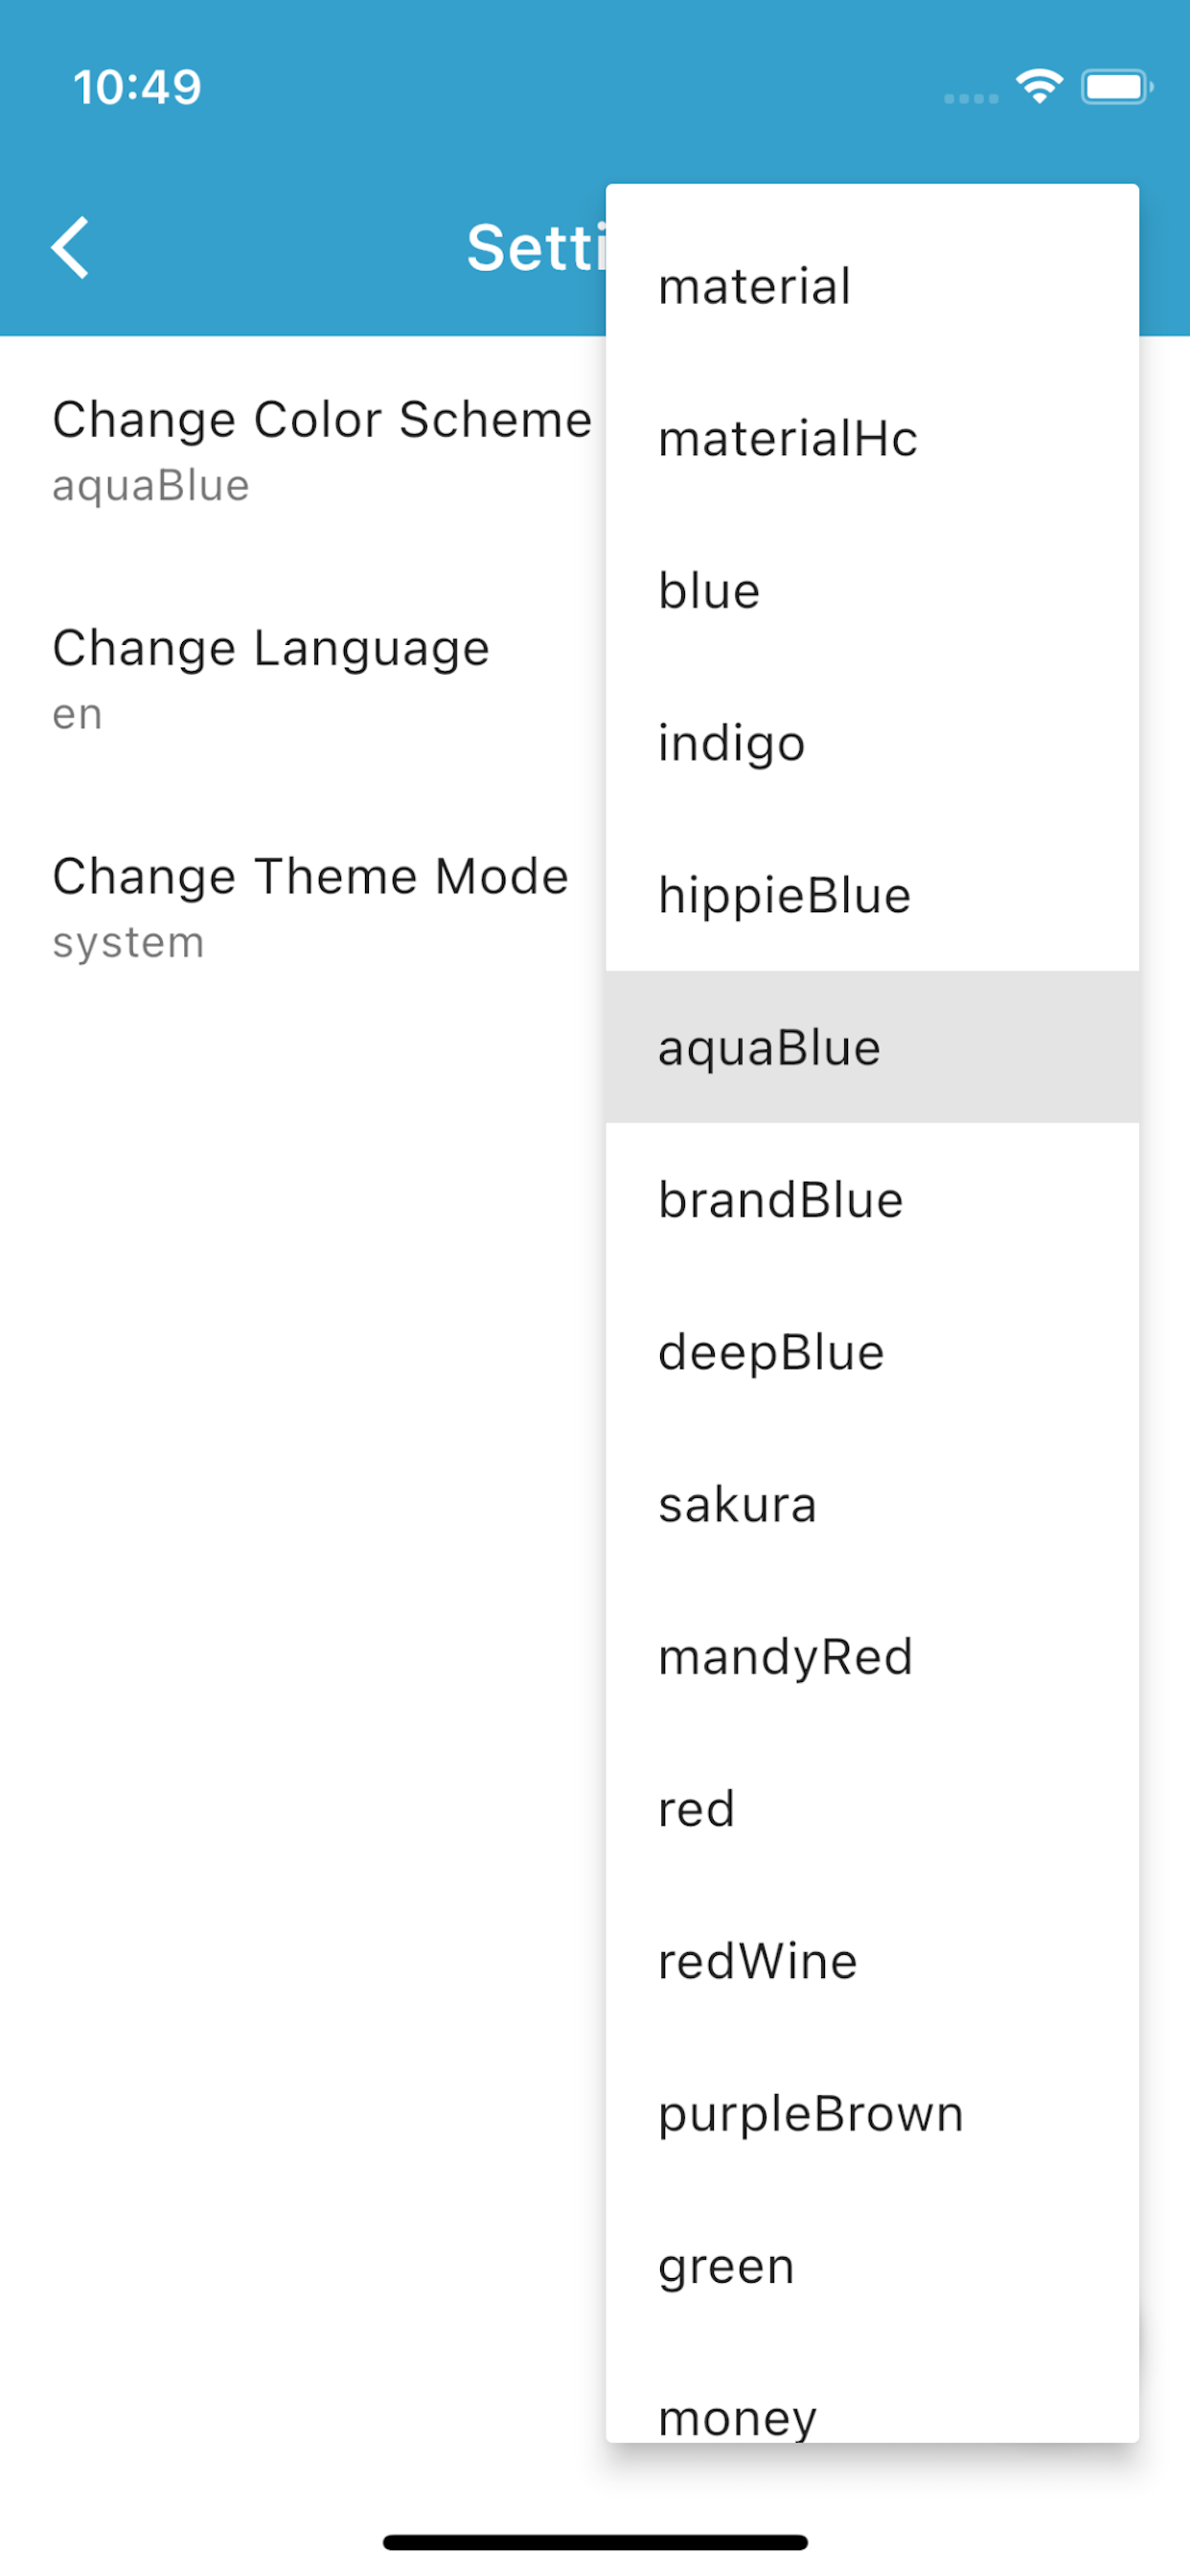 10:49
Setti
Change Color Scheme
aquaBlue
Change Language
en
Change Theme Mode
system
material
materialHc
blue
indigo
hippieBlue
aquaBlue
brandBlue
deepBlue
sakura
mandyRed
red
redWine
purpleBrown
green
money